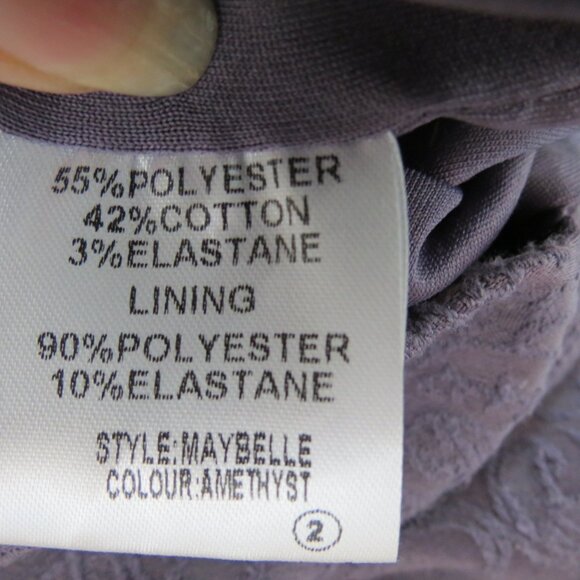 55%POLYESTER
42%COTTON
3%ELASTANE
LINING
90%POLYESTER
10%ELASTANE
STYLE:MAYBELLE
COLOUR:AMETHYST
2